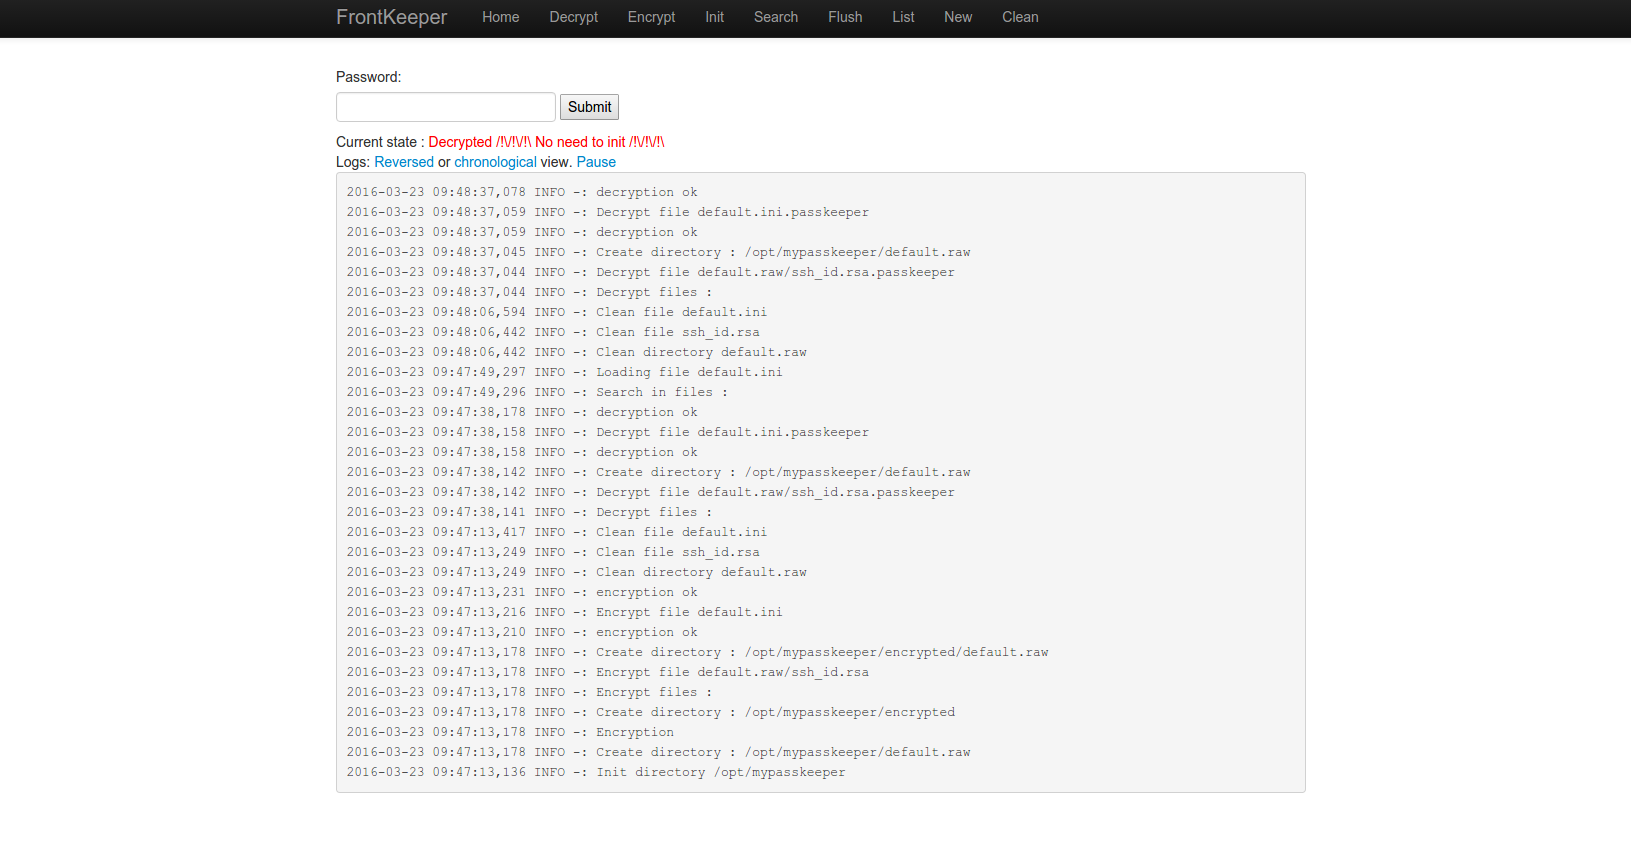 FrontKeeper Home Decrypt Encrypt Init Search Flush List New Clean
Password:
Submit
Current state : Decrypted /!\/!\/!\ No need to init /!\/!\/!\
Logs: Reversed or chronological view. Pause
2016-03-23 09:48:37,078 INFO -: decryption ok
2016-03-23 09:48:37,059 INFO -: Decrypt file default.ini.passkeeper
2016-03-23 09:48:37,059 INFO -: decryption ok
2016-03-23 09:48:37,045 INFO -: Create directory : /opt/mypasskeeper/default.raw
2016-03-23 09:48:37,044 INFO -: Decrypt file default.raw/ssh_id.rsa.passkeeper
2016-03-23 09:48:37,044 INFO -: Decrypt files :
2016-03-23 09:48:06,594 INFO -: Clean file default.ini
2016-03-23 09:48:06,442 INFO -: Clean file ssh_id.rsa
2016-03-23 09:48:06,442 INFO -: Clean directory default.raw
2016-03-23 09:47:49,297 INFO -: Loading file default.ini
2016-03-23 09:47:49,296 INFO -: Search in files :
2016-03-23 09:47:38,178 INFO -: decryption ok
2016-03-23 09:47:38,158 INFO -: Decrypt file default.ini.passkeeper
2016-03-23 09:47:38,158 INFO -: decryption ok
2016-03-23 09:47:38,142 INFO -: Create directory : /opt/mypasskeeper/default.raw
2016-03-23 09:47:38,142 INFO -: Decrypt file default.raw/ssh_id.rsa.passkeeper
2016-03-23 09:47:38,141 INFO -: Decrypt files :
2016-03-23 09:47:13,417 INFO -: Clean file default.ini
2016-03-23 09:47:13,249 INFO -: Clean file ssh_id.rsa
2016-03-23 09:47:13,249 INFO -: Clean directory default.raw
2016-03-23 09:47:13,231 INFO -: encryption ok
2016-03-23 09:47:13,216 INFO -: Encrypt file default.ini
2016-03-23 09:47:13,210 INFO -: encryption ok
2016-03-23 09:47:13,178 INFO -: Create directory : /opt/mypasskeeper/encrypted/default.raw
2016-03-23 09:47:13,178 INFO -: Encrypt file default.raw/ssh_id.rsa
2016-03-23 09:47:13,178 INFO -: Encrypt files :
2016-03-23 09:47:13,178 INFO -: Create directory : /opt/mypasskeeper/encrypted
2016-03-23 09:47:13,178 INFO -: Encryption
2016-03-23 09:47:13,178 INFO -: Create directory : /opt/mypasskeeper/default.raw
2016-03-23 09:47:13,136 INFO -: Init directory /opt/mypasskeeper